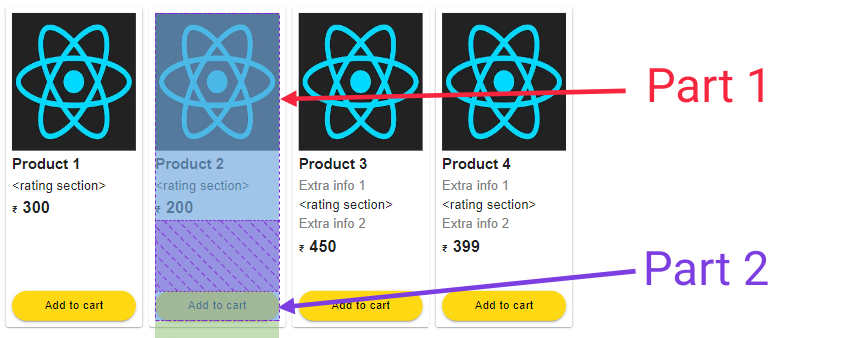 Product 1
<rating section>
₹ 300
Add to cart
Product 2
<rating section>
₹ 200
Add to cart
Product 3
Extra info 1
<rating section>
Extra info 2
₹ 450
Add to cart
Product 4
Extra info 1
<rating section>
Extra info 2
₹ 399
Add to cart
Part 1
Part 2